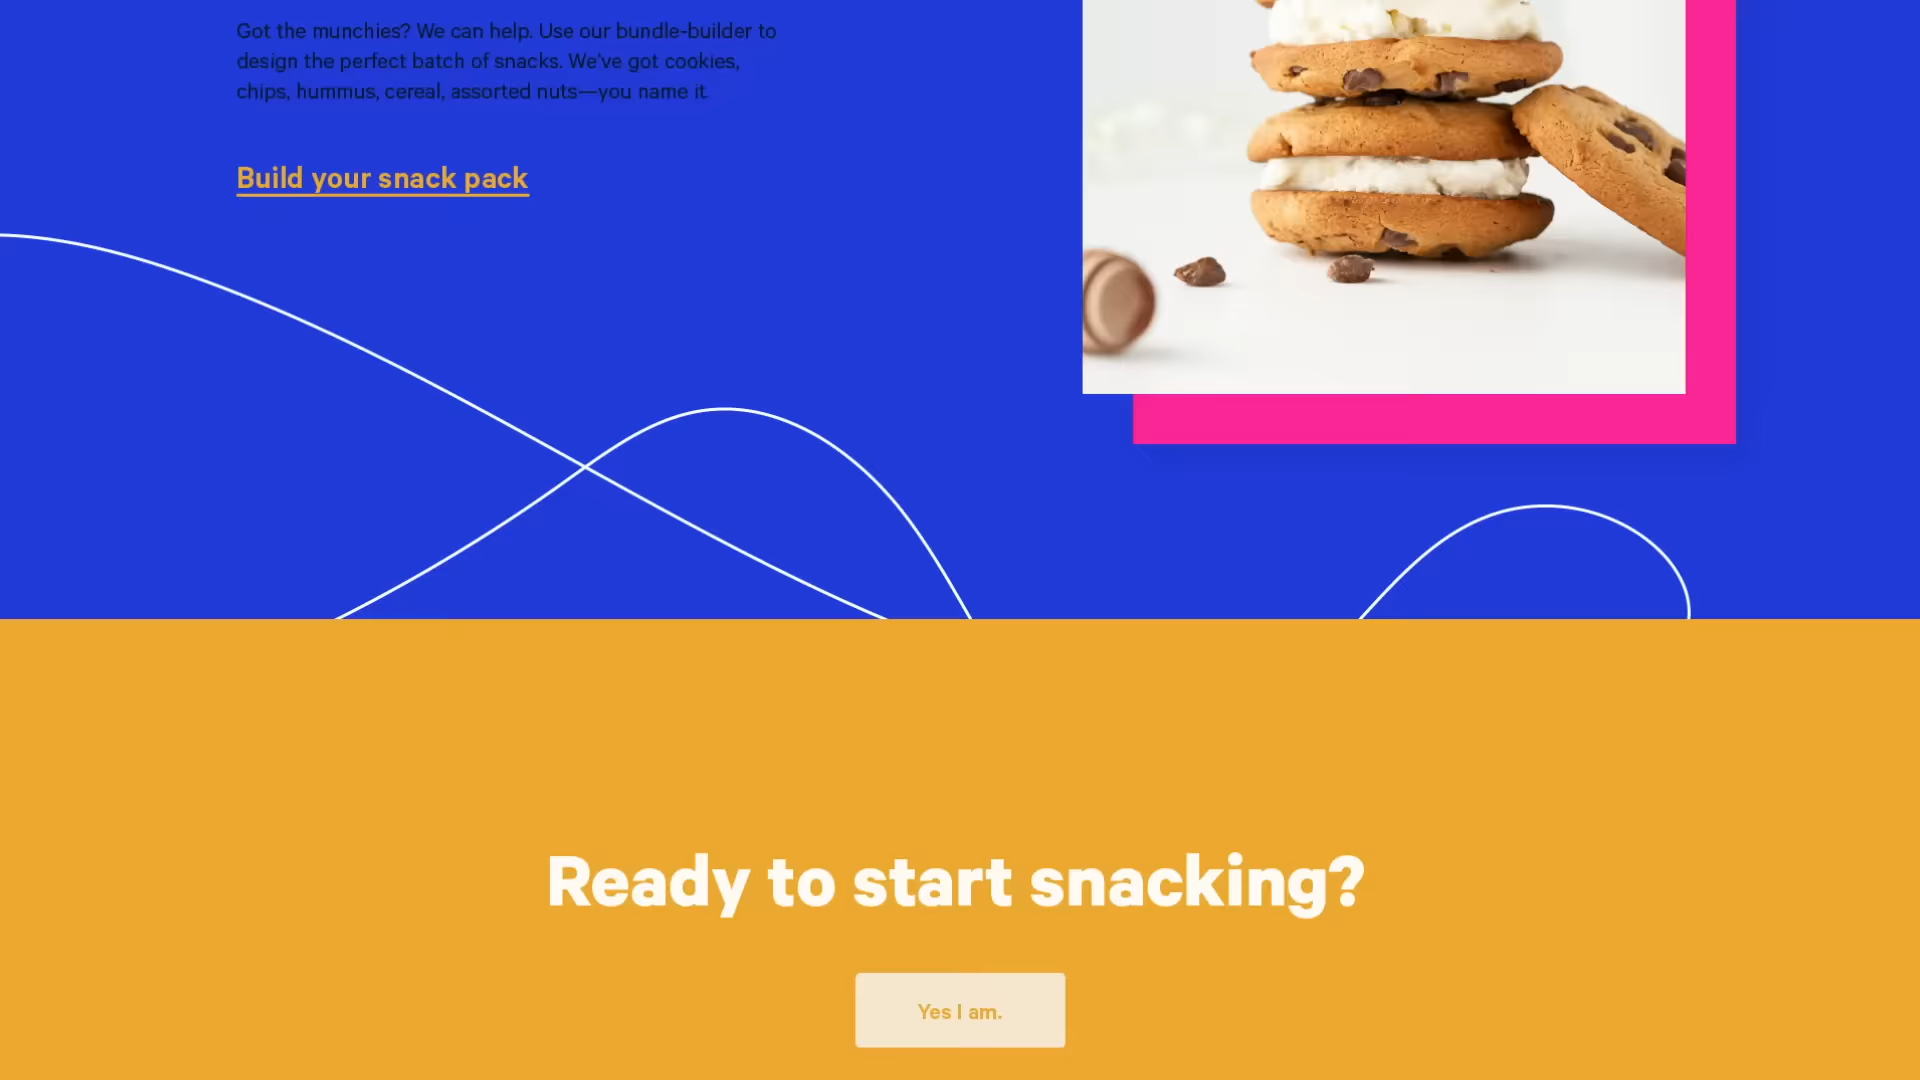 Got the munchies? We can help. Use our bundle-builder to
design the perfect batch of snacks. We've got cookies,
chips, hummus, cereal, assorted nuts—you name it.
Build your snack pack
Ready to start snacking?
Yes I am.